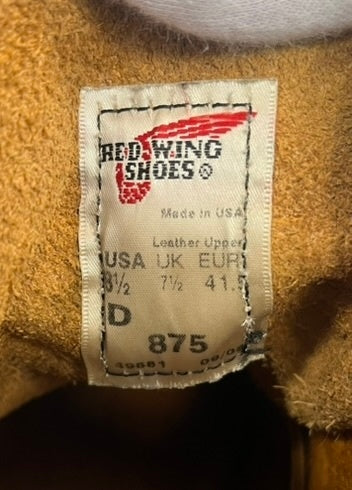 RED WING
SHOES®
Made in USA
Leather Upper
USA UK EUR
8½ 7½ 41.5
D
875